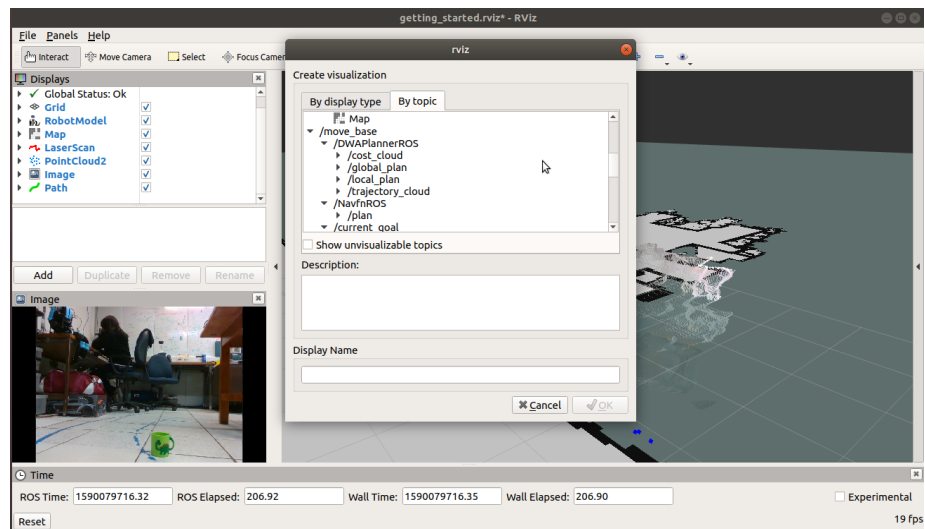 getting_started.rviz* - RViz
File Panels Help
Interact Move Camera Select Focus Camer
Displays
Global Status: Ok
Grid
RobotModel
Map
LaserScan
PointCloud2
Image
Path
Add Duplicate Remove Rename
Image
rviz
Create visualization
By display type By topic
Map
/move_base
/DWAPlannerROS
/cost_cloud
/global_plan
/local_plan
/trajectory_cloud
/NavfnROS
/plan
/current_goal
Show unvisualizable topics
Description:
Display Name
Cancel OK
Time
ROS Time: 1590079716.32 ROS Elapsed: 206.92 Wall Time: 1590079716.35 Wall Elapsed: 206.90 Experimental
Reset 19 fps